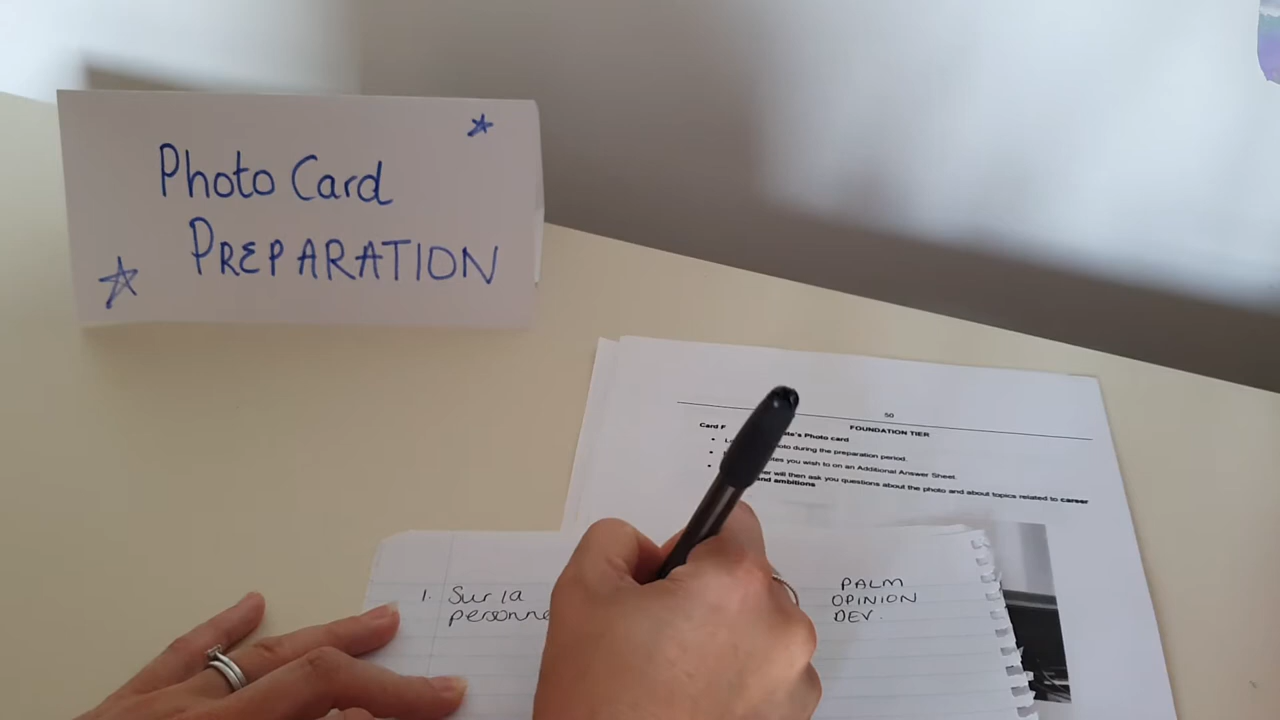 Photo Card
PREPARATION
50
FOUNDATION TIER
Card F Photo card
photo during the preparation period.
you wish to on an Additional Answer Sheet.
will then ask you questions about the photo and about topics related to career
and ambitions
1. Sur la
personne
PALM
OPINION
DEV.